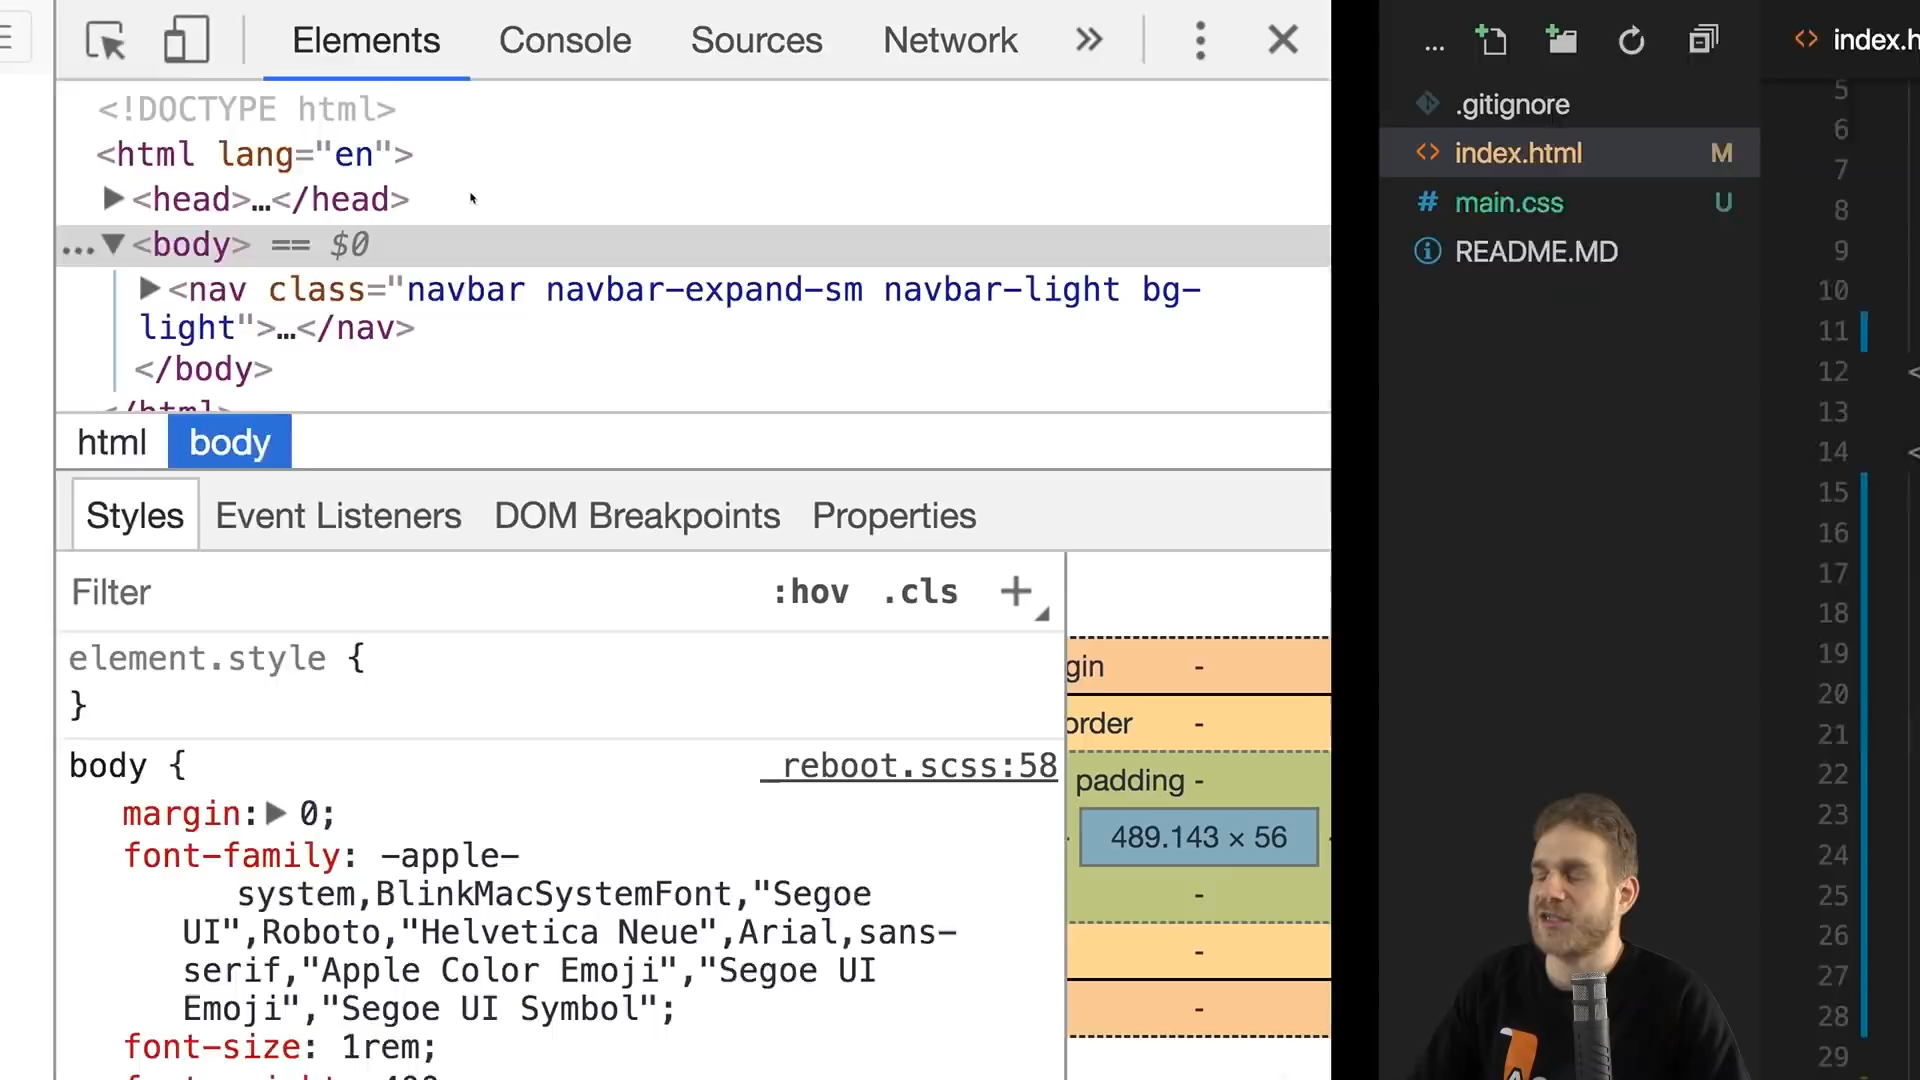 Elements Console Sources Network
<!DOCTYPE html>
<html lang="en">
<head>…</head>
… <body> == $0
<nav class="navbar navbar-expand-sm navbar-light bg-
light">…</nav>
</body>
</html>
html body
Styles Event Listeners DOM Breakpoints Properties
Filter :hov .cls +
element.style {
}
body { _reboot.scss:58
margin: 0;
font-family: -apple-
system,BlinkMacSystemFont,"Segoe
UI",Roboto,"Helvetica Neue",Arial,sans-
serif,"Apple Color Emoji","Segoe UI
Emoji","Segoe UI Symbol";
font-size: 1rem;
gin -
order -
padding -
489.143 × 56
-
-
-
...
.gitignore
index.html M
main.css U
README.MD
<> index.h
5
6
7
8
9
10
11
12 <
13
14 <
15
16
17
18
19
20
21
22
23
24
25
26
27
28
29